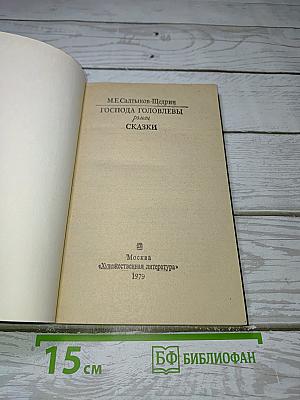 М.Е.Салтыков-Щедрин
ГОСПОДА ГОЛОВЛЕВЫ
роман
СКАЗКИ
Москва
«Художественная литература»
1979
15 СМ
БФ БИБЛИОФАН